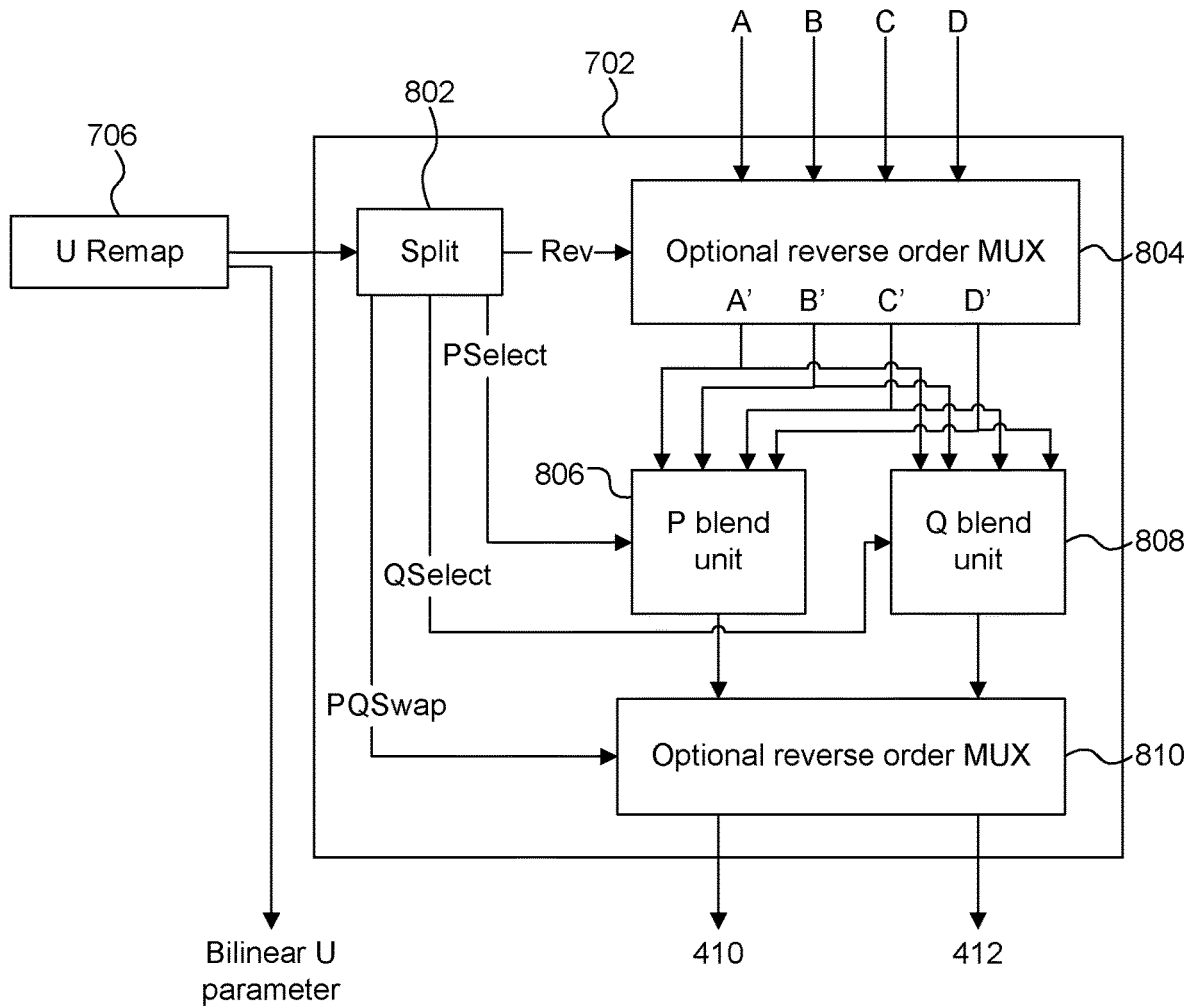 A B C D
702
802
706
U Remap
Split
Rev
Optional reverse order MUX
804
A’ B’ C’ D’
PSelect
806
P blend
unit
Q blend
unit
808
QSelect
PQSwap
Optional reverse order MUX
810
Bilinear U
parameter
410
412